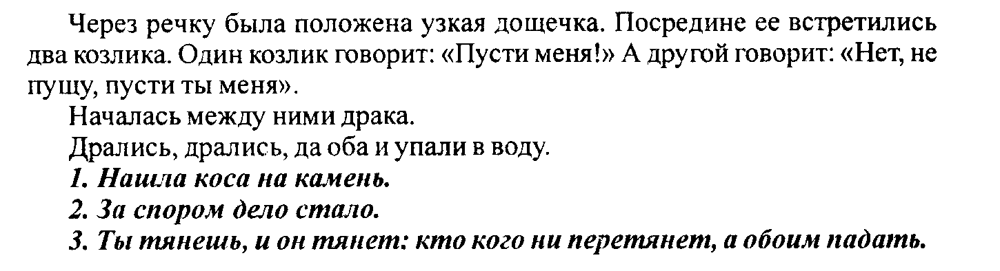 Через речку была положена узкая дощечка. Посредине ее встретились
два козлика. Один козлик говорит: «Пусти меня!» А другой говорит: «Нет, не
пущу, пусти ты меня».
Началась между ними драка.
Дрались, дрались, да оба и упали в воду.
1. Нашла коса на камень.
2. За спором дело стало.
3. Ты тянешь, и он тянет: кто кого ни перетянет, а обоим падать.